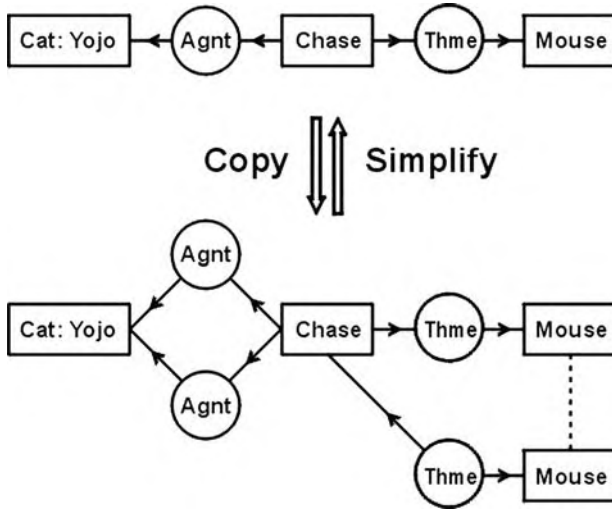 Cat: Yojo Agnt Chase Thme Mouse
Copy Simplify
Agnt
Cat: Yojo Chase Thme Mouse
Agnt
Thme Mouse